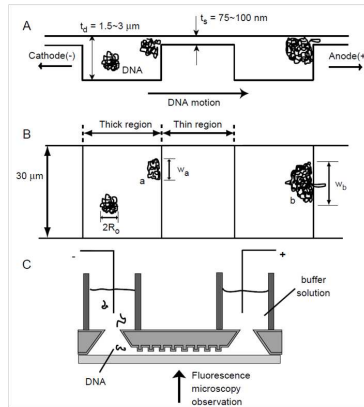 A
t_d = 1.5~3 μm
t_s = 75~100 nm
Cathode(-)
Anode(+)
DNA
DNA motion
Thick region
Thin region
B
30 μm
a
w_a
b
w_b
2R_o
C
-
+
buffer
solution
DNA
Fluorescence
microscopy
observation